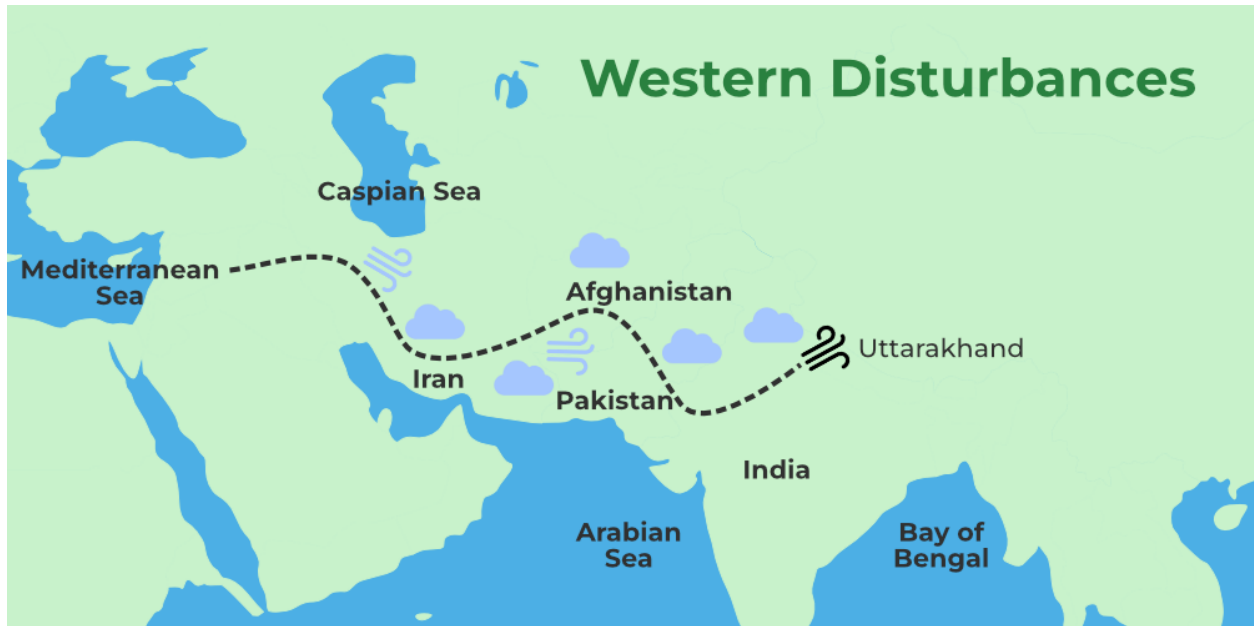 Western Disturbances
Caspian Sea
Mediterranean
Sea
Afghanistan
Uttarakhand
Iran
Pakistan
India
Arabian
Sea
Bay of
Bengal